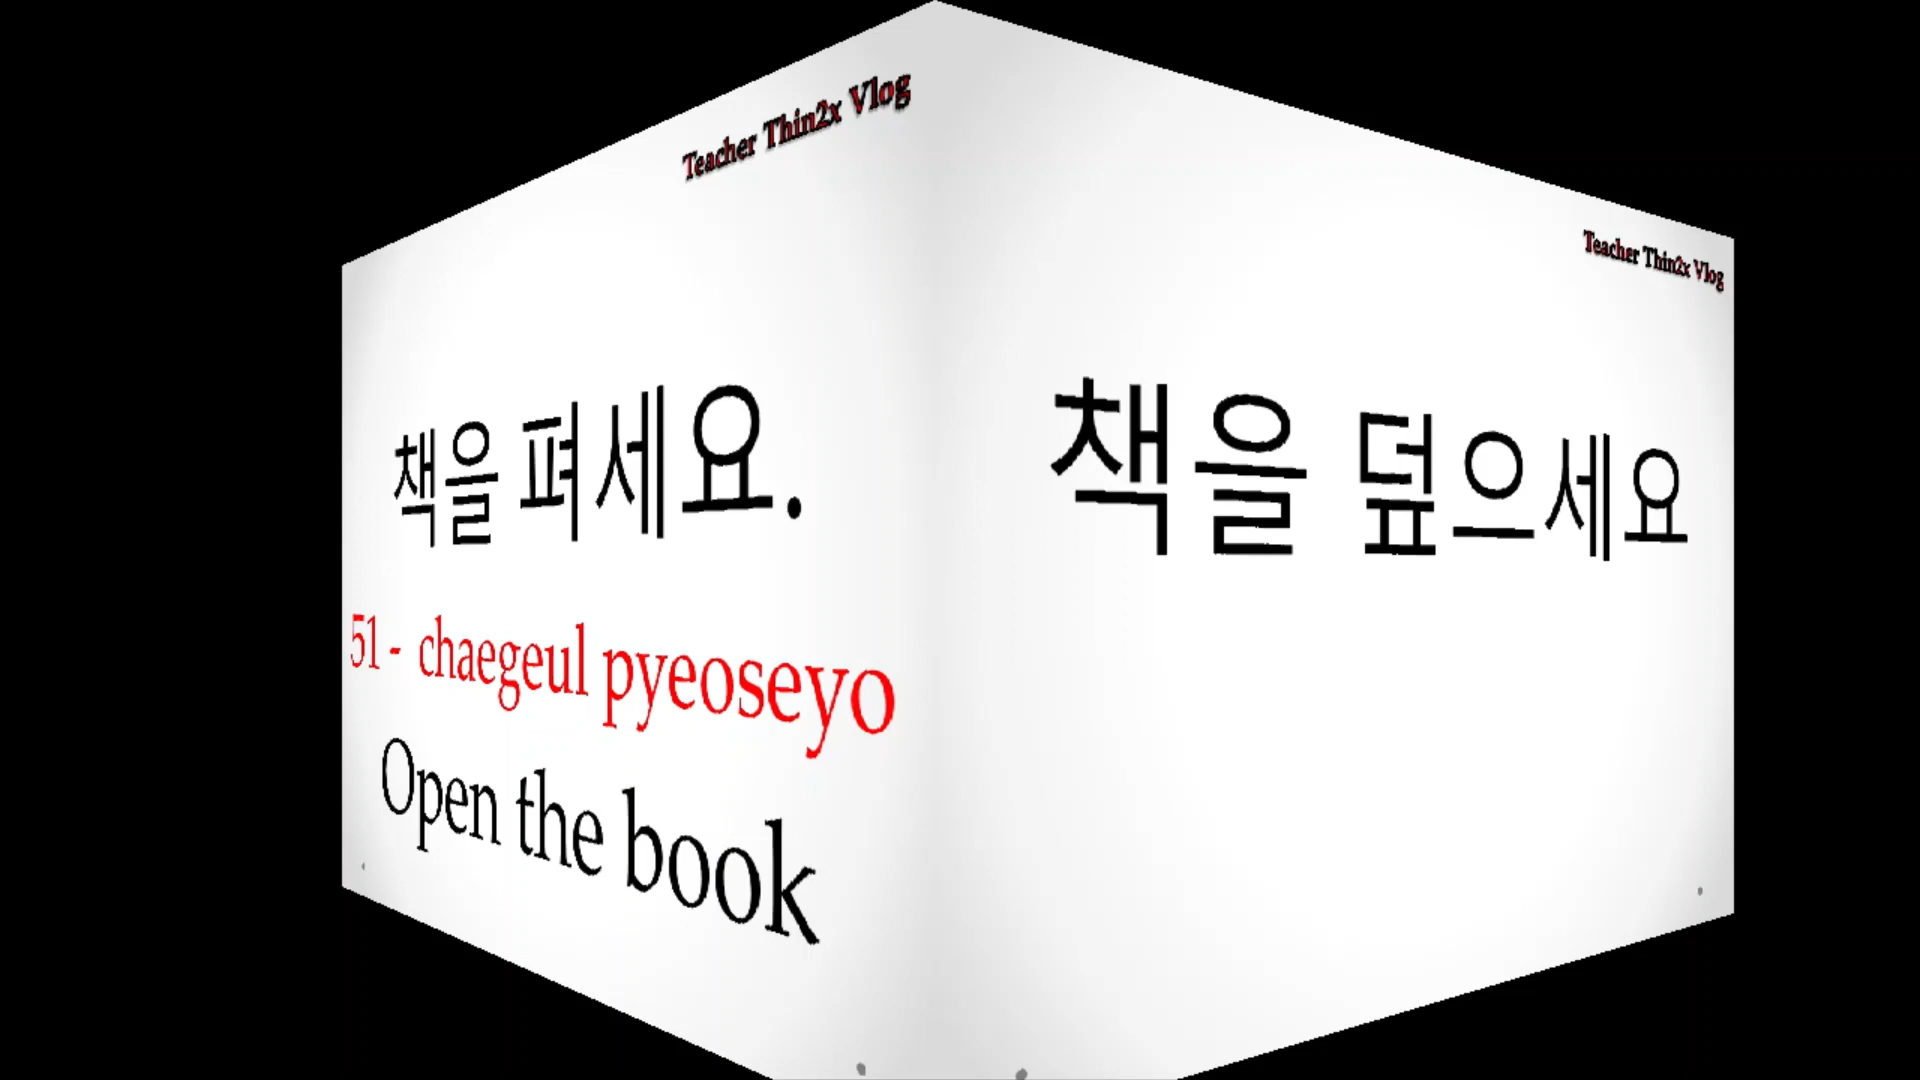 Teacher Thin2x Vlog
책을 펴세요.
51 - chaegeul pyeoseyo
Open the book
Teacher Thin2x Vlog
책을 덮으세요